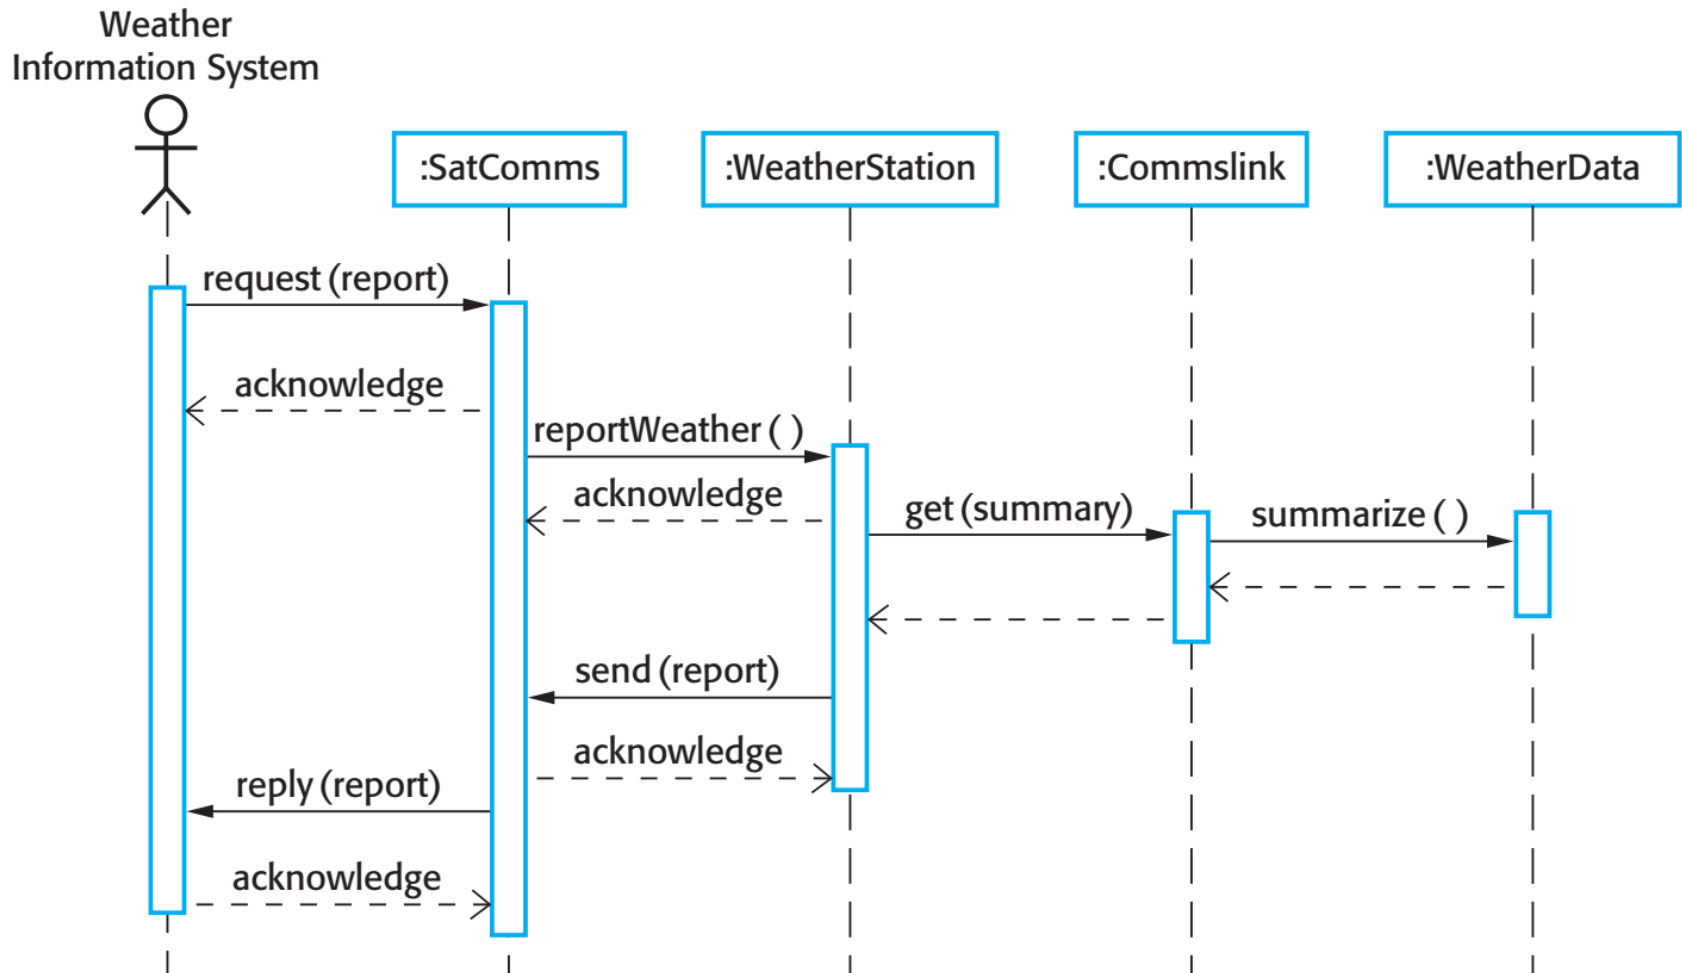 Weather
Information System
:SatComms
:WeatherStation
:Commslink
:WeatherData
request (report)
acknowledge
reportWeather ( )
acknowledge
get (summary)
summarize ( )
send (report)
acknowledge
reply (report)
acknowledge